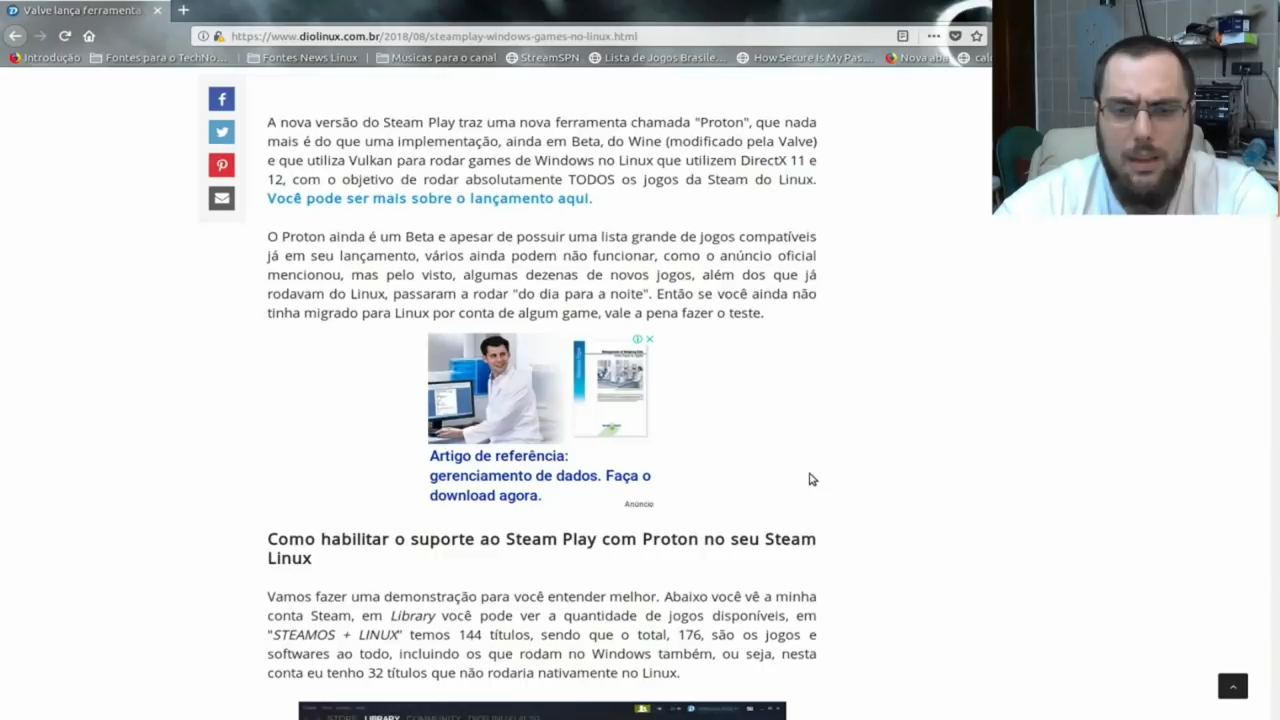 Valve lança ferramenta
https://www.diolinux.com.br/2018/08/steamplay-windows-games-no-linux.html
Introdução
Fontes para o TechNo…
Fontes News Linux
Musicas para o canal
StreamSPN
Lista de Jogos Brasile…
How Secure Is My Pas…
Nova aba
A nova versão do Steam Play traz uma nova ferramenta chamada "Proton", que nada
mais é do que uma implementação, ainda em Beta, do Wine (modificado pela Valve)
e que utiliza Vulkan para rodar games de Windows no Linux que utilizem DirectX 11 e
12, com o objetivo de rodar absolutamente TODOS os jogos da Steam do Linux.
Você pode ser mais sobre o lançamento aqui.
O Proton ainda é um Beta e apesar de possuir uma lista grande de jogos compatíveis
já em seu lançamento, vários ainda podem não funcionar, como o anúncio oficial
mencionou, mas pelo visto, algumas dezenas de novos jogos, além dos que já
rodavam do Linux, passaram a rodar "do dia para a noite". Então se você ainda não
tinha migrado para Linux por conta de algum game, vale a pena fazer o teste.
Artigo de referência:
gerenciamento de dados. Faça o
download agora.
Anúncio
Como habilitar o suporte ao Steam Play com Proton no seu Steam
Linux
Vamos fazer uma demonstração para você entender melhor. Abaixo você vê a minha
conta Steam, em Library você pode ver a quantidade de jogos disponíveis, em
"STEAMOS + LINUX" temos 144 títulos, sendo que o total, 176, são os jogos e
softwares ao todo, incluindo os que rodam no Windows também, ou seja, nesta
conta eu tenho 32 títulos que não rodaria nativamente no Linux.
STORE LIBRARY COMMUNITY